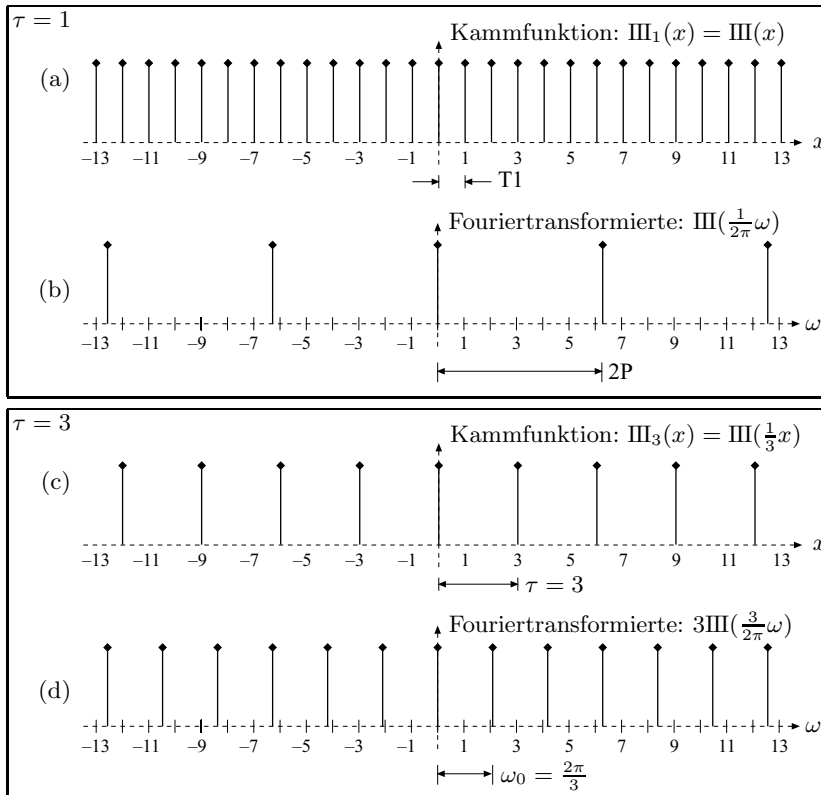 τ = 1
Kammfunktion: Ш₁(x) = Ш(x)
(a)
–13 –11 –9 –7 –5 –3 –1 1 3 5 7 9 11 13 x
T1
Fouriertransformierte: Ш(1/2π ω)
(b)
–13 –11 –9 –7 –5 –3 –1 1 3 5 7 9 11 13 ω
2P
τ = 3
Kammfunktion: Ш₃(x) = Ш(1/3 x)
(c)
–13 –11 –9 –7 –5 –3 –1 1 3 5 7 9 11 13 x
τ = 3
Fouriertransformierte: 3Ш(3/2π ω)
(d)
–13 –11 –9 –7 –5 –3 –1 1 3 5 7 9 11 13 ω
ω₀ = 2π/3